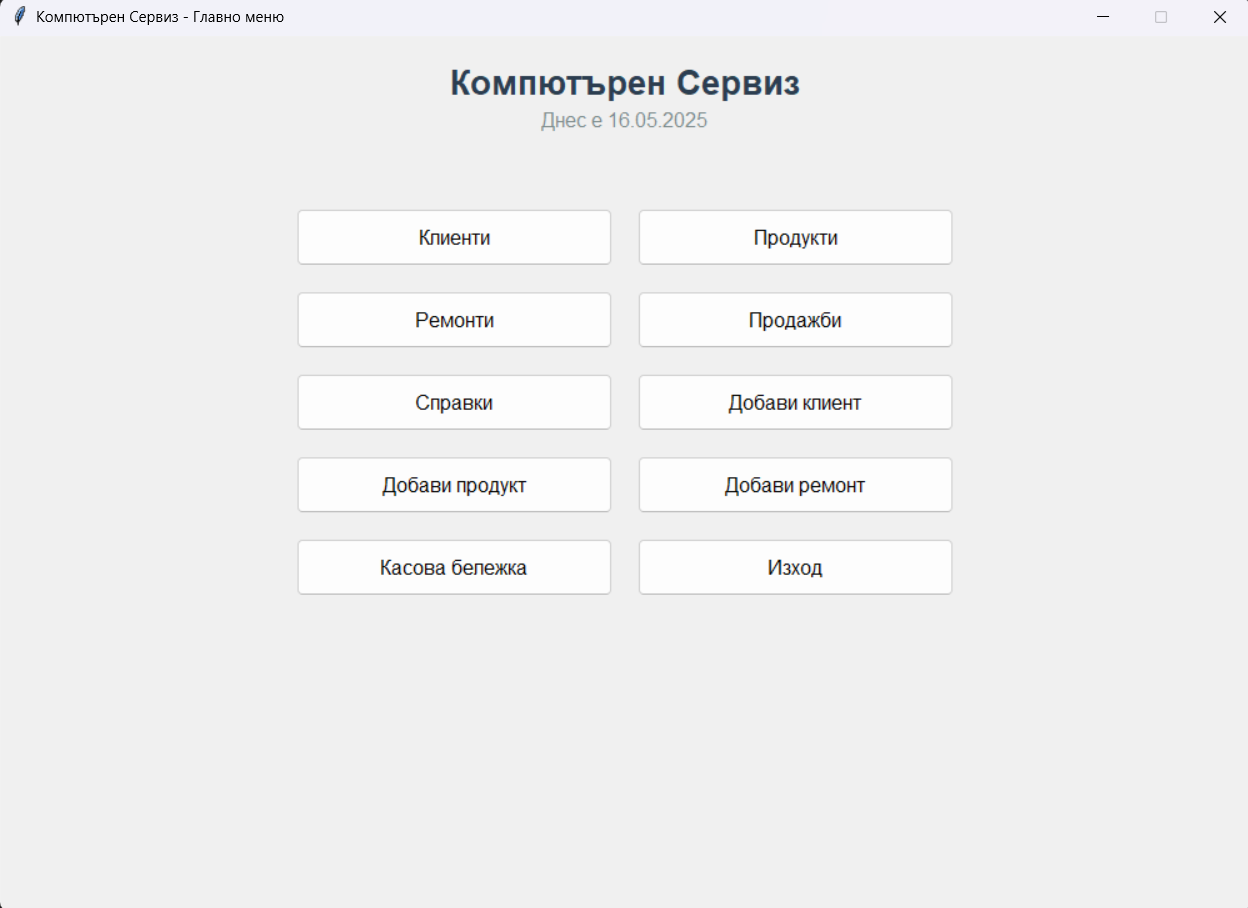 Компютърен Сервиз - Главно меню
Компютърен Сервиз
Днес е 16.05.2025
Клиенти
Продукти
Ремонти
Продажби
Справки
Добави клиент
Добави продукт
Добави ремонт
Касова бележка
Изход